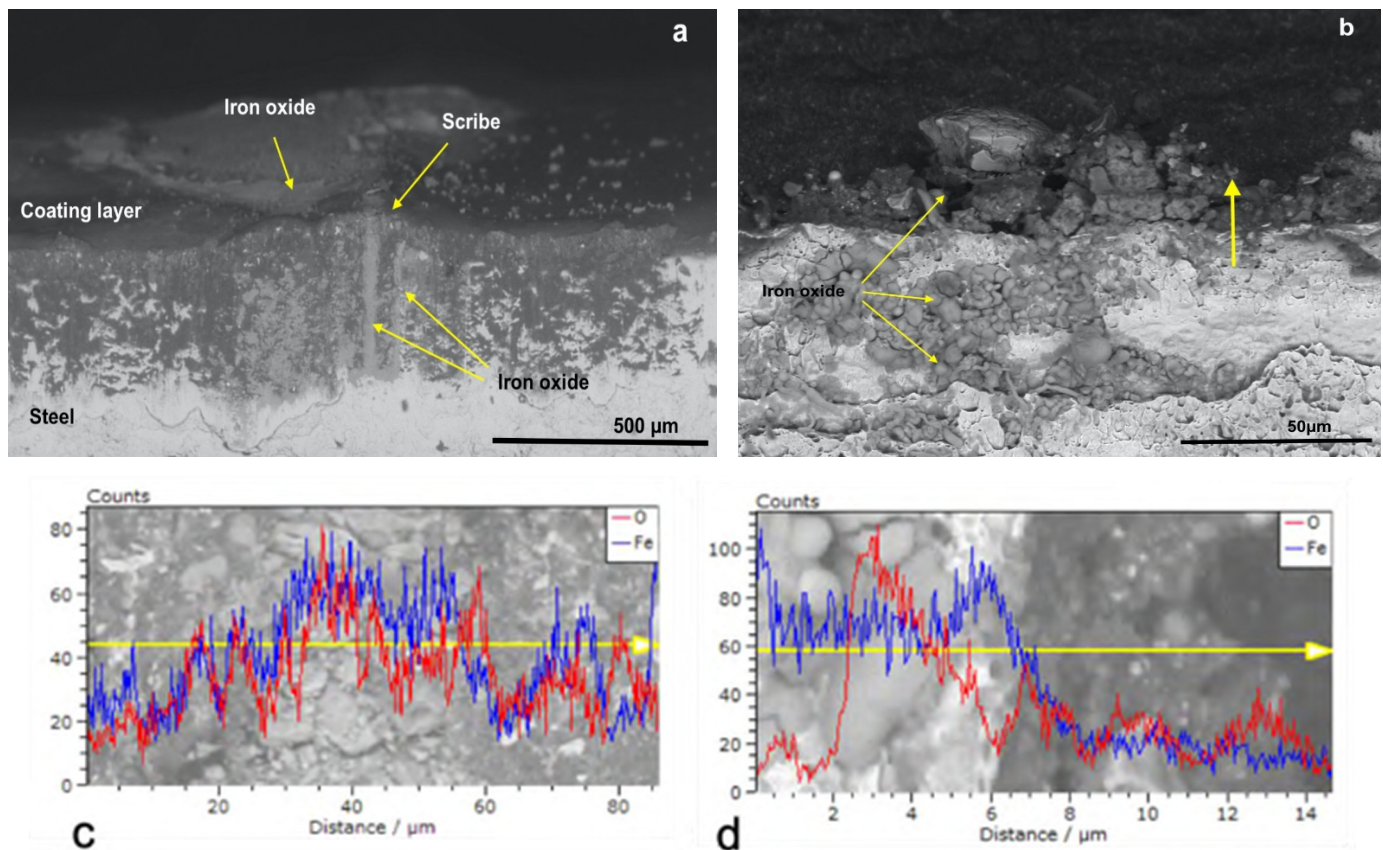 a
Iron oxide
Scribe
Coating layer
Iron oxide
Steel
500 µm
b
Iron oxide
50µm
Counts
O
Fe
80
60
40
20
0
20 40 60 80
Distance / µm
c
Counts
O
Fe
100
80
60
40
20
0
2 4 6 8 10 12 14
Distance / µm
d